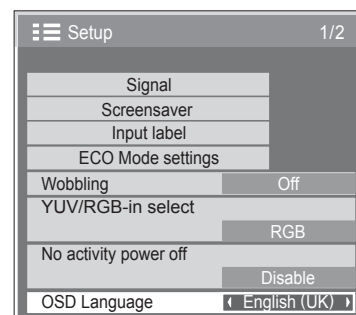 Setup 1/2
Signal
Screensaver
Input label
ECO Mode settings
Wobbling Off
YUV/RGB-in select
RGB
No activity power off
Disable
OSD Language English (UK)